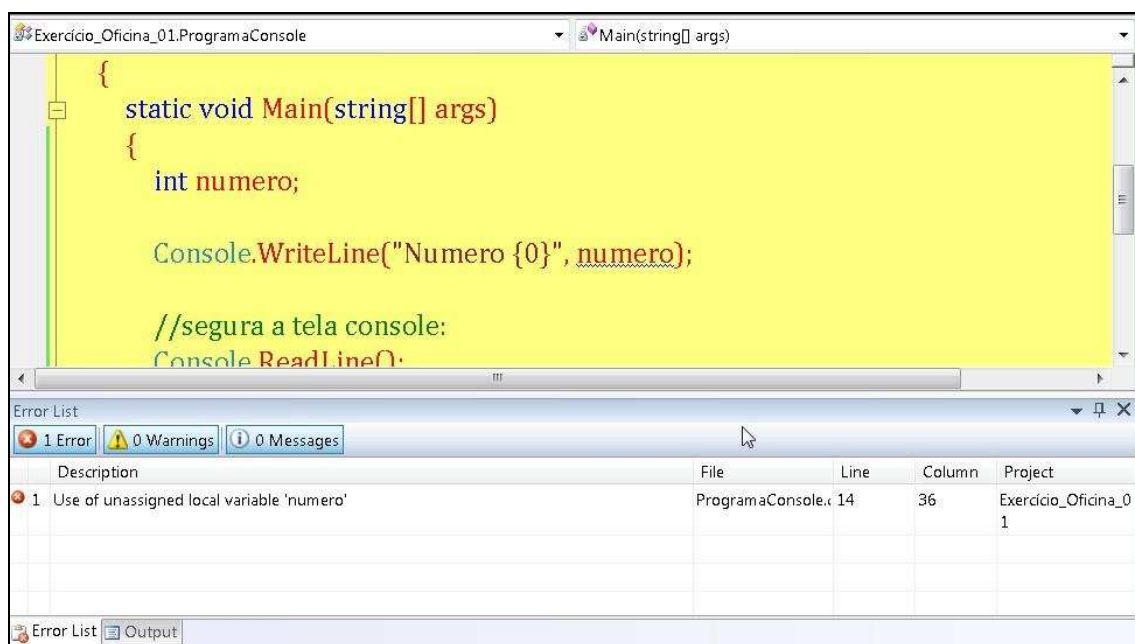 Exercício_Oficina_01.ProgramaConsole
Main(string[] args)
{
static void Main(string[] args)
{
int numero;
Console.WriteLine("Numero {0}", numero);
//segura a tela console:
Console.ReadLine();
Error List
1 Error
0 Warnings
0 Messages
Description File Line Column Project
1 Use of unassigned local variable 'numero' ProgramaConsole.c 14 36 Exercício_Oficina_0
1
Error List
Output